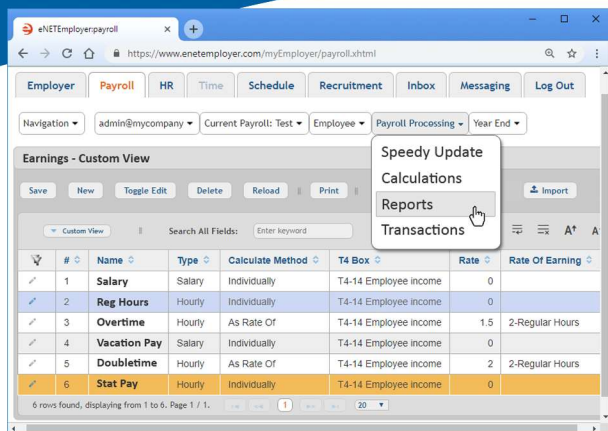 eNETEmployer:payroll
https://www.enetemployer.com/myEmployer/payroll.xhtml
Employer Payroll HR Time Schedule Recruitment Inbox Messaging Log Out
Navigation admin@mycompany Current Payroll: Test Employee Payroll Processing Year End
Speedy Update
Calculations
Reports
Transactions
Earnings - Custom View
Save New Toggle Edit Delete Reload Print Import
Custom View Search All Fields: Enter keyword
# Name Type Calculate Method T4 Box Rate Rate Of Earning
1 Salary Salary Individually T4-14 Employee income 0
2 Reg Hours Hourly Individually T4-14 Employee income 0
3 Overtime Hourly As Rate Of T4-14 Employee income 1.5 2-Regular Hours
4 Vacation Pay Salary Individually T4-14 Employee income 0
5 Doubletime Hourly As Rate Of T4-14 Employee income 2 2-Regular Hours
6 Stat Pay Hourly Individually T4-14 Employee income 0
6 rows found, displaying from 1 to 6. Page 1 / 1. 1 20